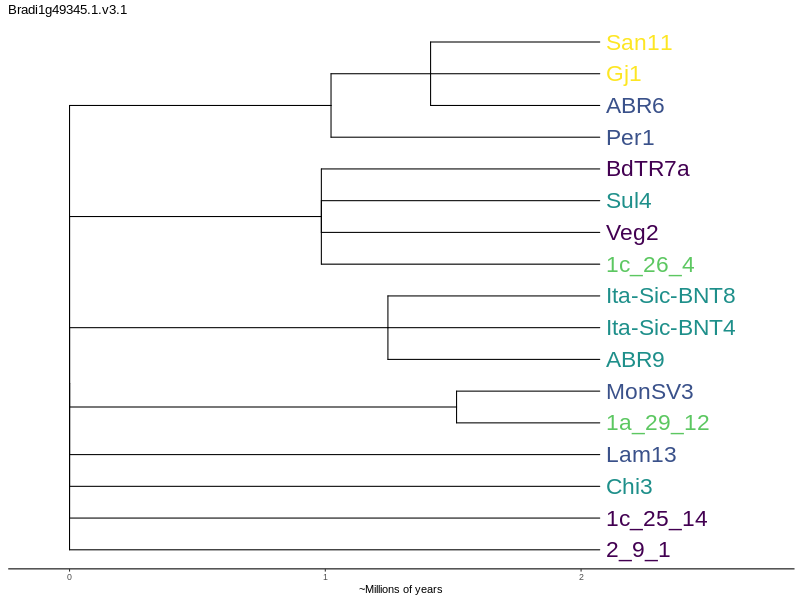 Bradi1g49345.1.v3.1
San11
Gj1
ABR6
Per1
BdTR7a
Sul4
Veg2
1c_26_4
Ita-Sic-BNT8
Ita-Sic-BNT4
ABR9
MonSV3
1a_29_12
Lam13
Chi3
1c_25_14
2_9_1
0 1 2
~Millions of years